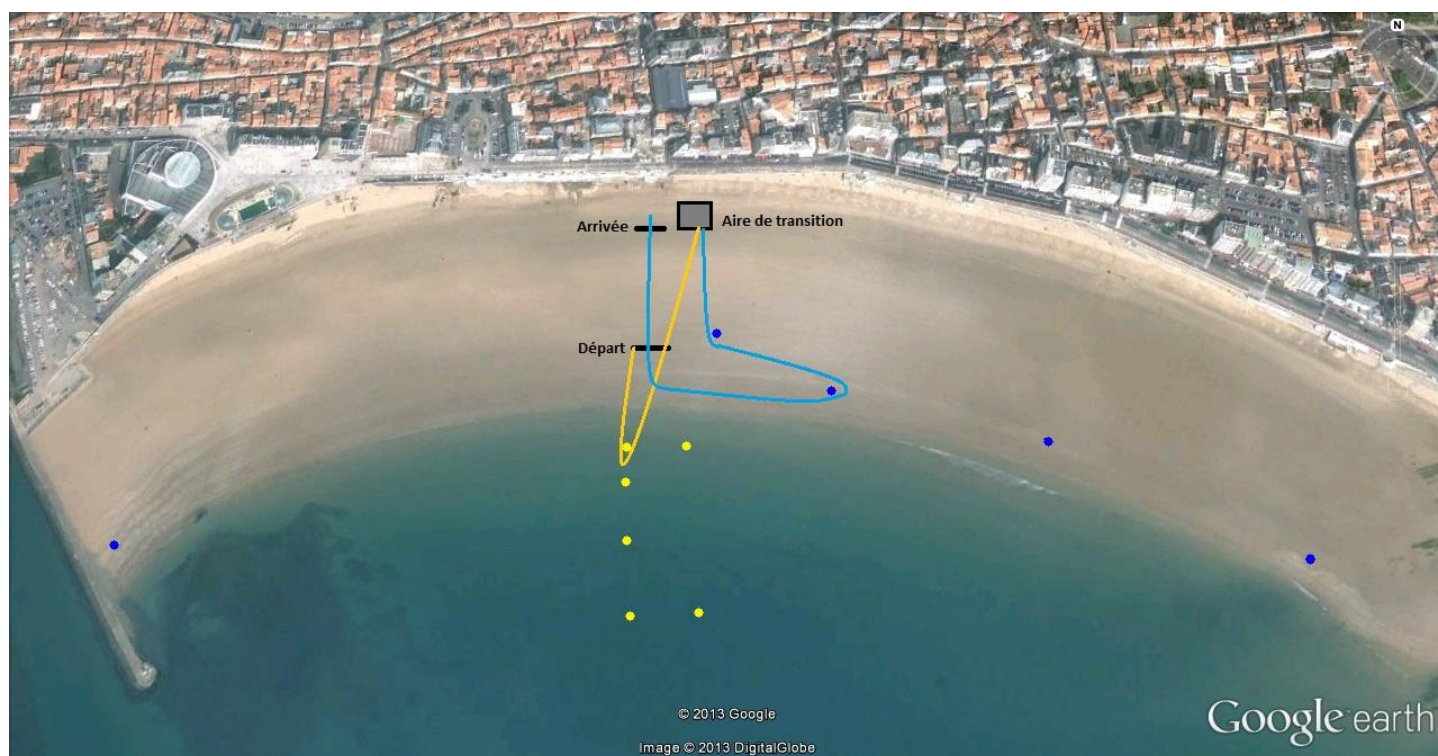 N
Arrivée
Aire de transition
Départ
© 2013 Google
Google earth
Image © 2013 DigitalGlobe